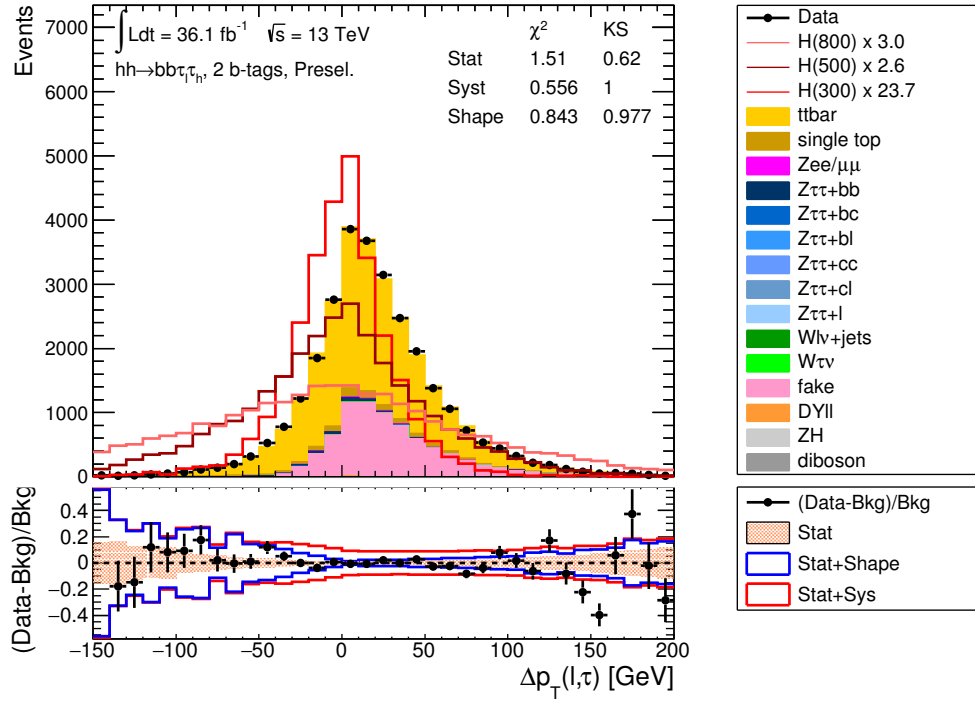 ∫Ldt = 36.1 fb⁻¹ √s = 13 TeV
hh→bbτₗτₕ, 2 b-tags, Presel.
χ² KS
Stat 1.51 0.62
Syst 0.556 1
Shape 0.843 0.977
Events
7000
6000
5000
4000
3000
2000
1000
0
(Data-Bkg)/Bkg
0.4
0.2
0
−0.2
−0.4
−150 −100 −50 0 50 100 150 200
Δp_T(l,τ) [GeV]
Data
H(800) x 3.0
H(500) x 2.6
H(300) x 23.7
ttbar
single top
Zee/μμ
Zττ+bb
Zττ+bc
Zττ+bl
Zττ+cc
Zττ+cl
Zττ+l
Wlν+jets
Wτν
fake
DYll
ZH
diboson
(Data-Bkg)/Bkg
Stat
Stat+Shape
Stat+Sys